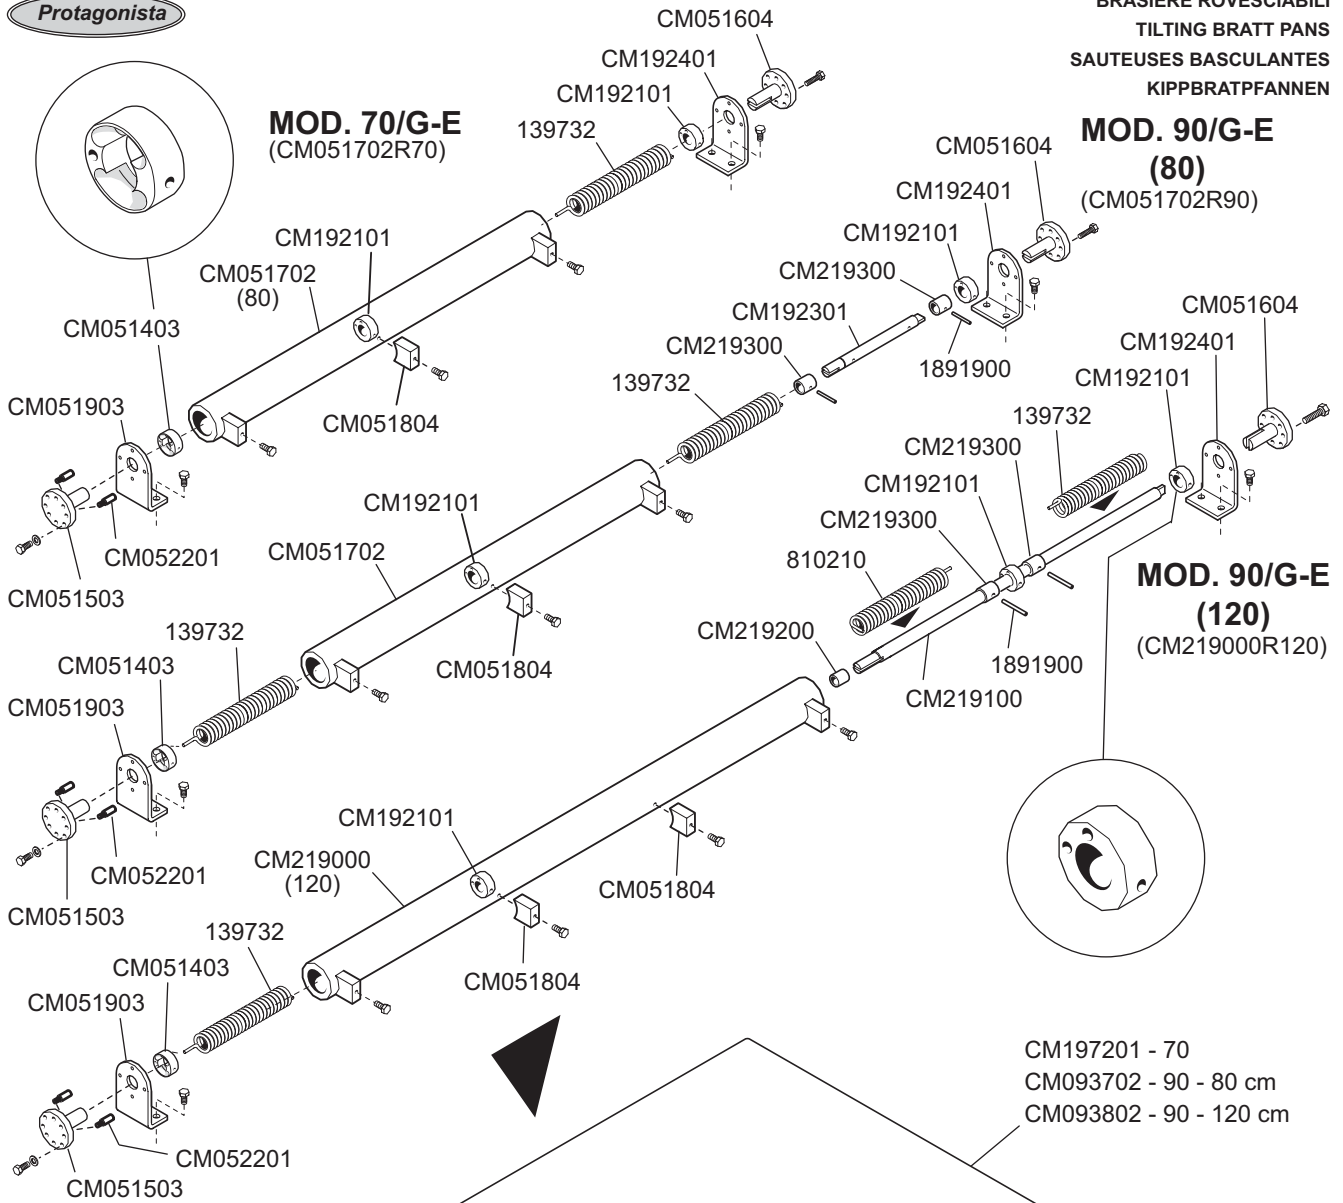 Protagonista
BRASIERE ROVESCIABILI
TILTING BRATT PANS
SAUTEUSES BASCULANTES
KIPPBRATPFANNEN
MOD. 70/G-E
(CM051702R70)
CM051604
CM192401
CM192101
139732
CM192101
CM051702
(80)
CM051403
CM051903
CM051804
CM052201
CM051503
MOD. 90/G-E
(80)
(CM051702R90)
CM051604
CM192401
CM192101
CM219300
CM192301
CM219300
139732
1891900
CM192101
CM051702
CM051804
139732
CM051403
CM051903
CM052201
CM051503
CM051604
CM192401
CM192101
139732
CM219300
CM192101
CM219300
810210
CM219200
1891900
CM219100
MOD. 90/G-E
(120)
(CM219000R120)
CM192101
CM219000
(120)
CM051804
CM051804
139732
CM051403
CM051903
CM052201
CM051503
CM197201 - 70
CM093702 - 90 - 80 cm
CM093802 - 90 - 120 cm